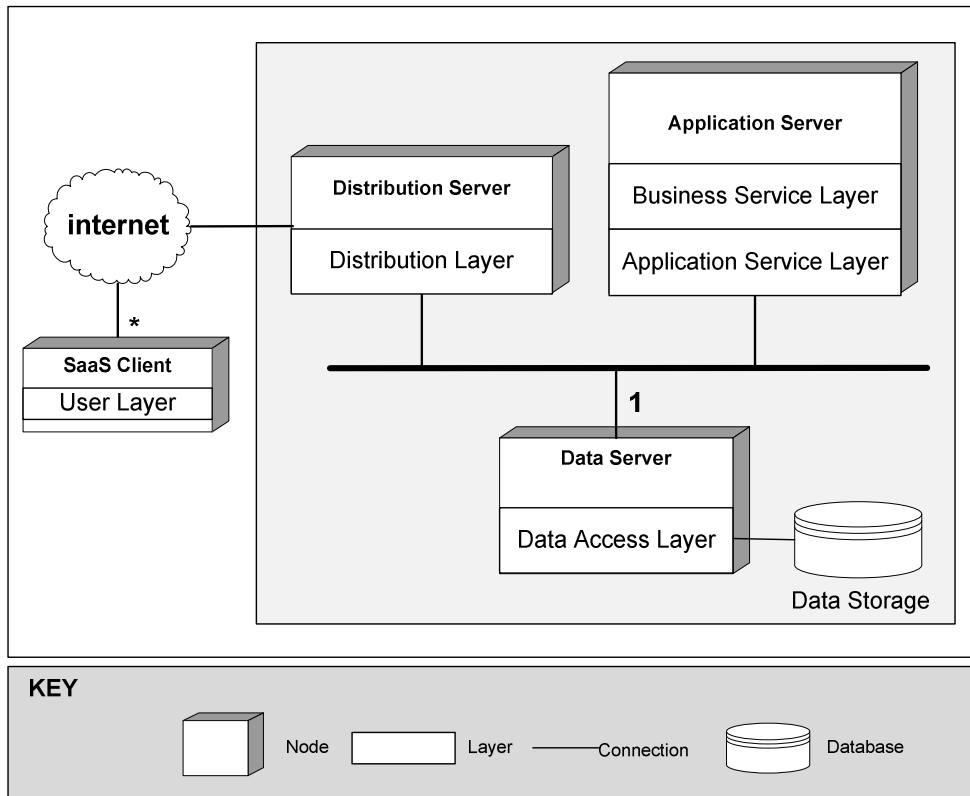 Application Server
Business Service Layer
Application Service Layer
Distribution Server
Distribution Layer
internet
*
SaaS Client
User Layer
1
Data Server
Data Access Layer
Data Storage
KEY
Node
Layer
Connection
Database